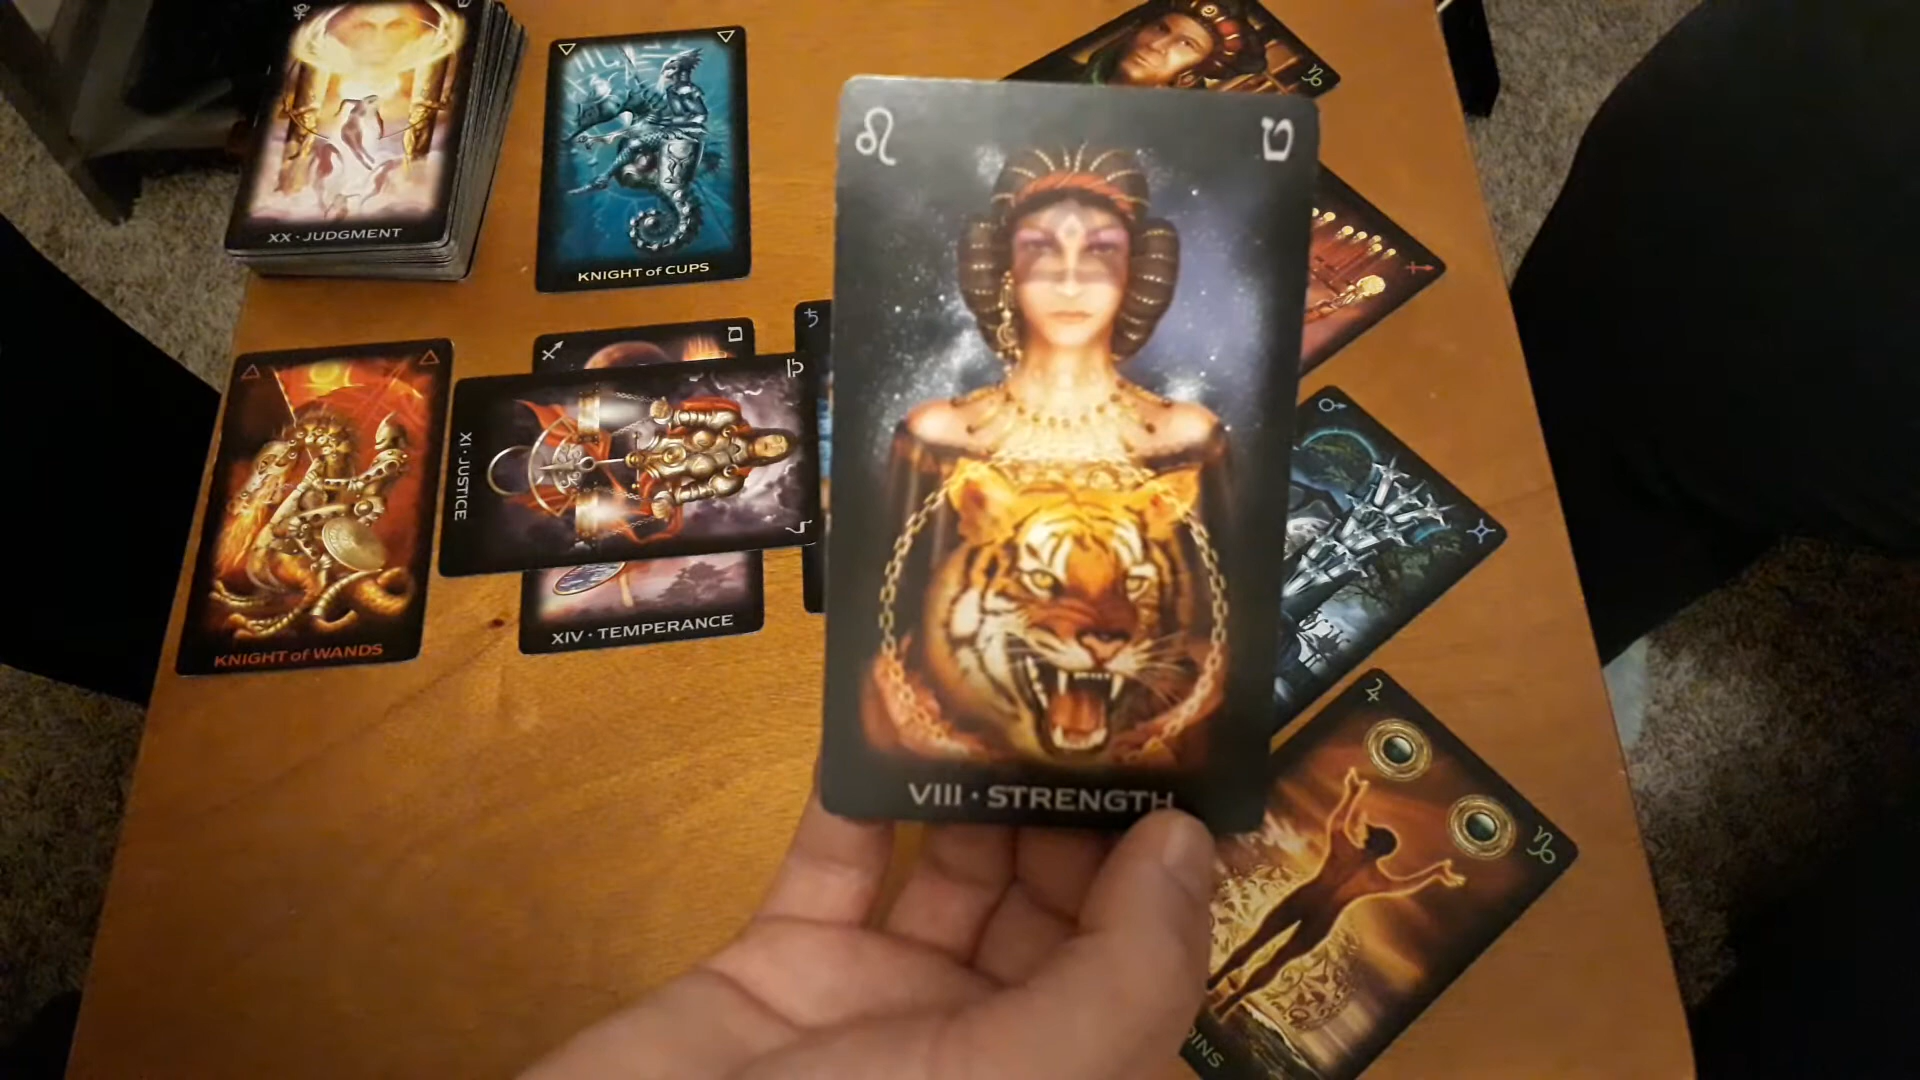 XX · JUDGMENT
KNIGHT of CUPS
ט
VIII · STRENGTH
KNIGHT of WANDS
XI · JUSTICE
XIV · TEMPERANCE